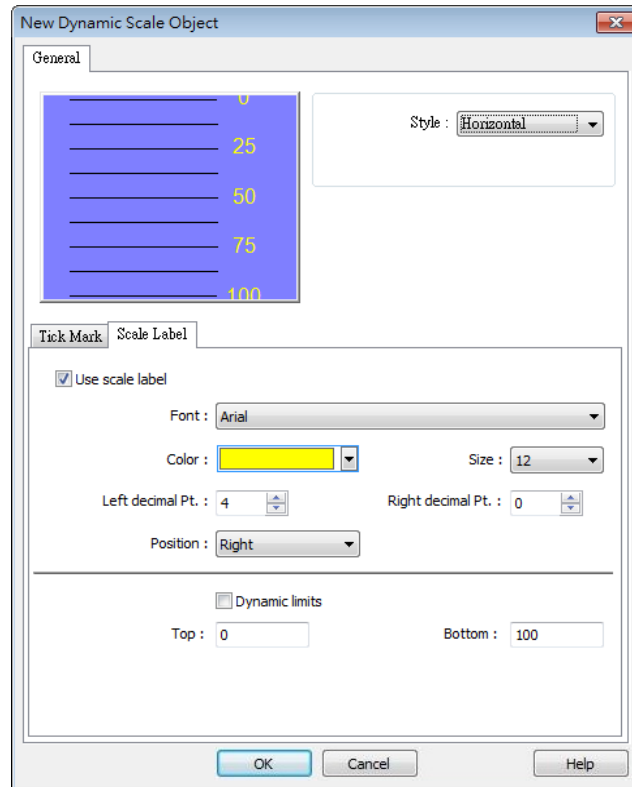 New Dynamic Scale Object
General
0
25
50
75
100
Style : Horizontal
Tick Mark Scale Label
Use scale label
Font : Arial
Color : Size : 12
Left decimal Pt. : 4 Right decimal Pt. : 0
Position : Right
Dynamic limits
Top : 0 Bottom : 100
OK Cancel Help